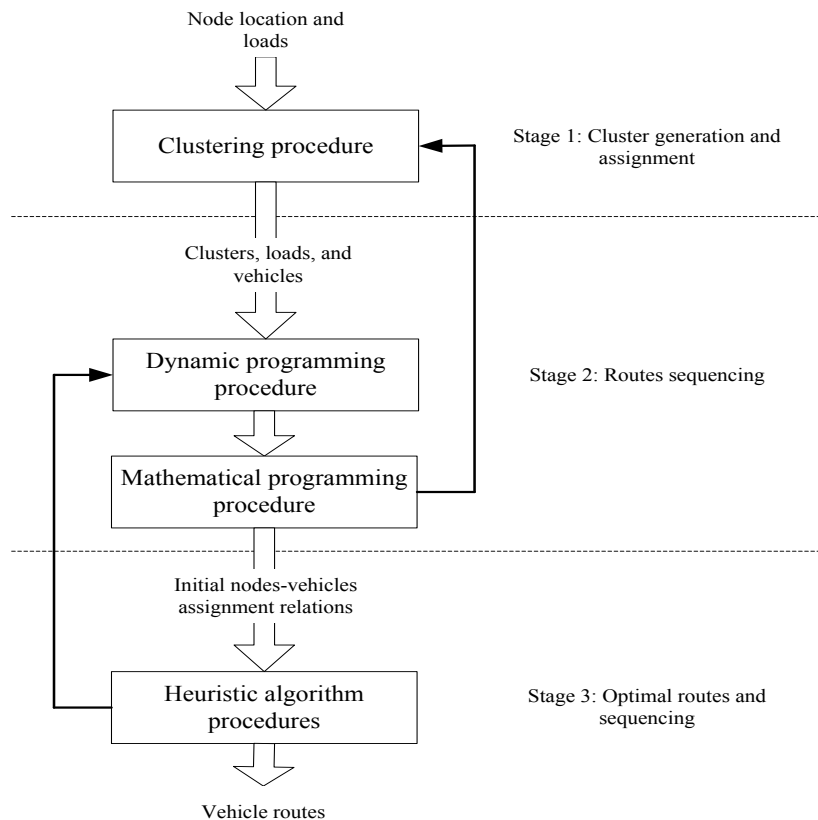 Node location and
loads
Clustering procedure
Stage 1: Cluster generation and
assignment
Clusters, loads, and
vehicles
Dynamic programming
procedure
Stage 2: Routes sequencing
Mathematical programming
procedure
Initial nodes-vehicles
assignment relations
Heuristic algorithm
procedures
Stage 3: Optimal routes and
sequencing
Vehicle routes